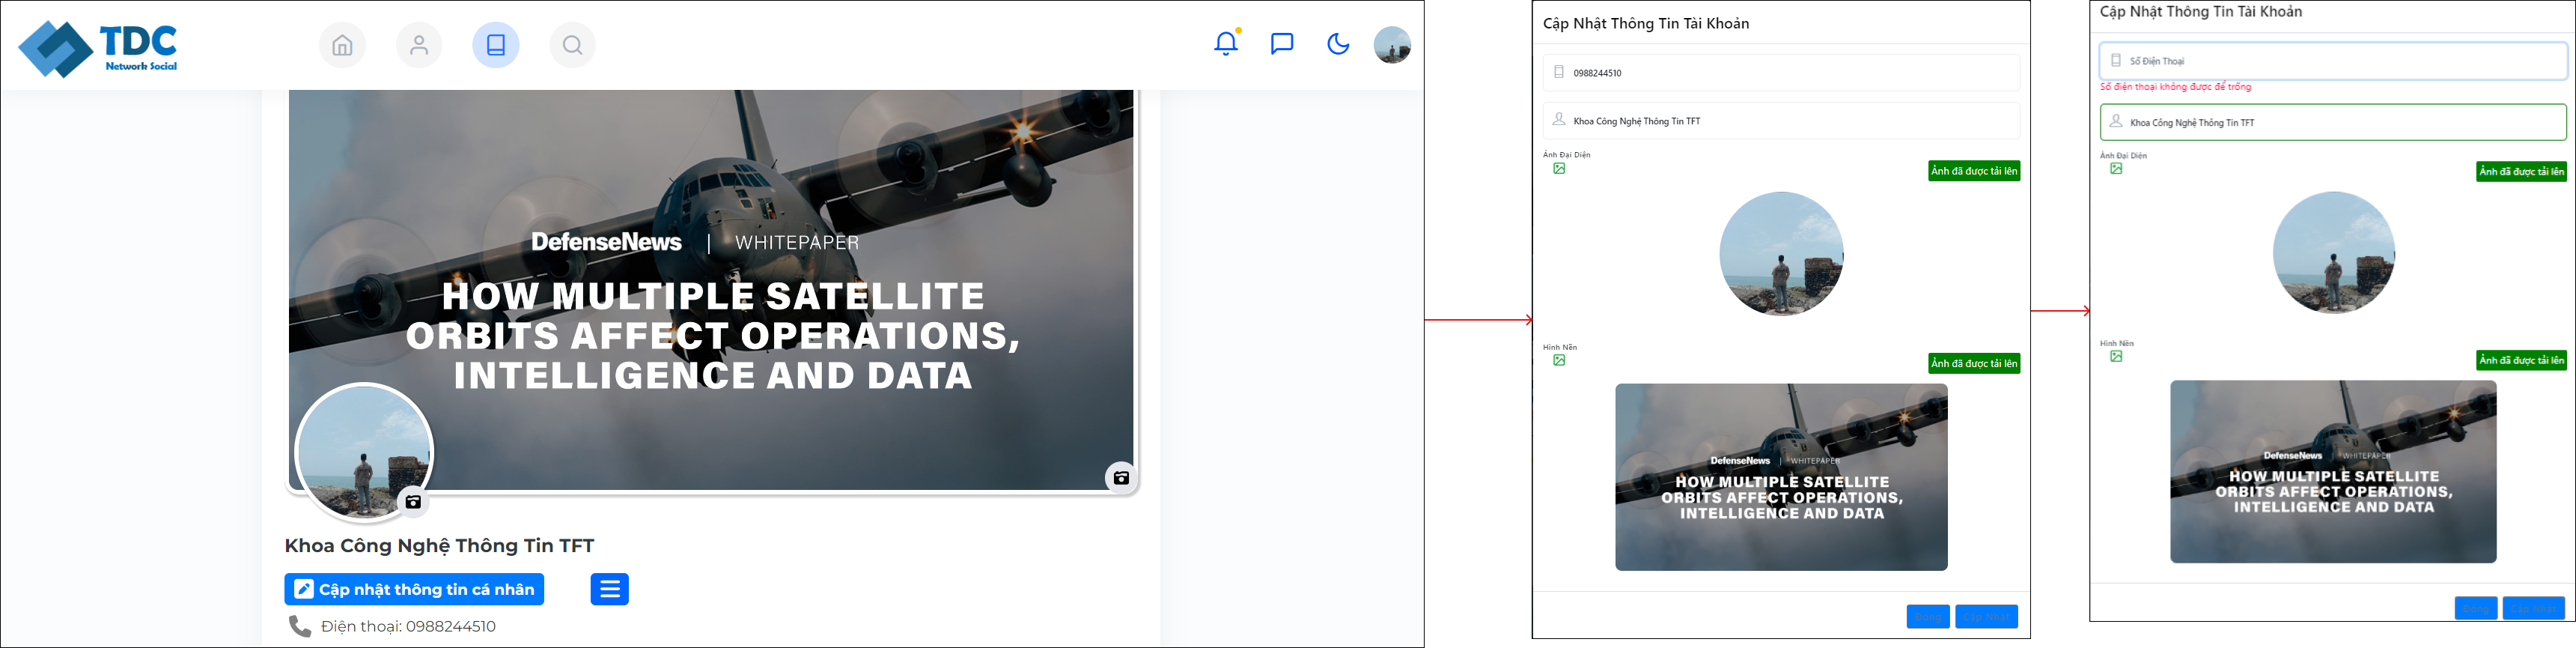 TDC
Network Social
DefenseNews | WHITEPAPER
HOW MULTIPLE SATELLITE
ORBITS AFFECT OPERATIONS,
INTELLIGENCE AND DATA
Khoa Công Nghệ Thông Tin TFT
Cập nhật thông tin cá nhân
Điện thoại: 0988244510
Cập Nhật Thông Tin Tài Khoản
0988244510
Khoa Công Nghệ Thông Tin TFT
Ảnh Đại Diện
Ảnh đã được tải lên
Hình Nền
Ảnh đã được tải lên
DefenseNews | WHITEPAPER
HOW MULTIPLE SATELLITE
ORBITS AFFECT OPERATIONS,
INTELLIGENCE AND DATA
Đóng Cập Nhật
Cập Nhật Thông Tin Tài Khoản
Số Điện Thoại
Số điện thoại không được để trống
Khoa Công Nghệ Thông Tin TFT
Ảnh Đại Diện
Ảnh đã được tải lên
Hình Nền
Ảnh đã được tải lên
DefenseNews | WHITEPAPER
HOW MULTIPLE SATELLITE
ORBITS AFFECT OPERATIONS,
INTELLIGENCE AND DATA
Đóng Cập Nhật